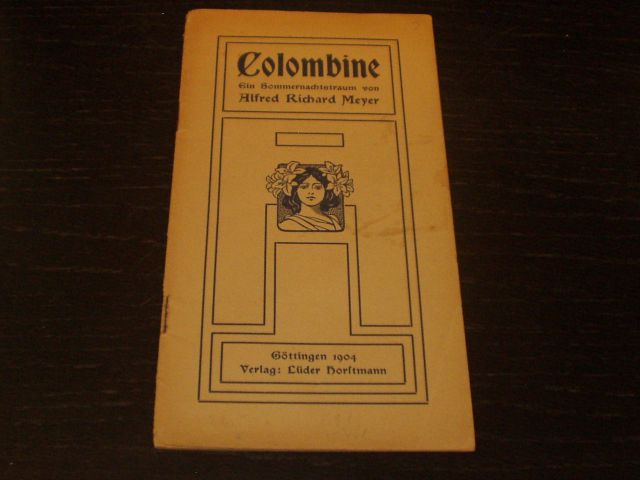 Colombine
Ein Sommernachtstraum von
Alfred Richard Meyer
Göttingen 1904
Verlag: Lüder Horſtmann